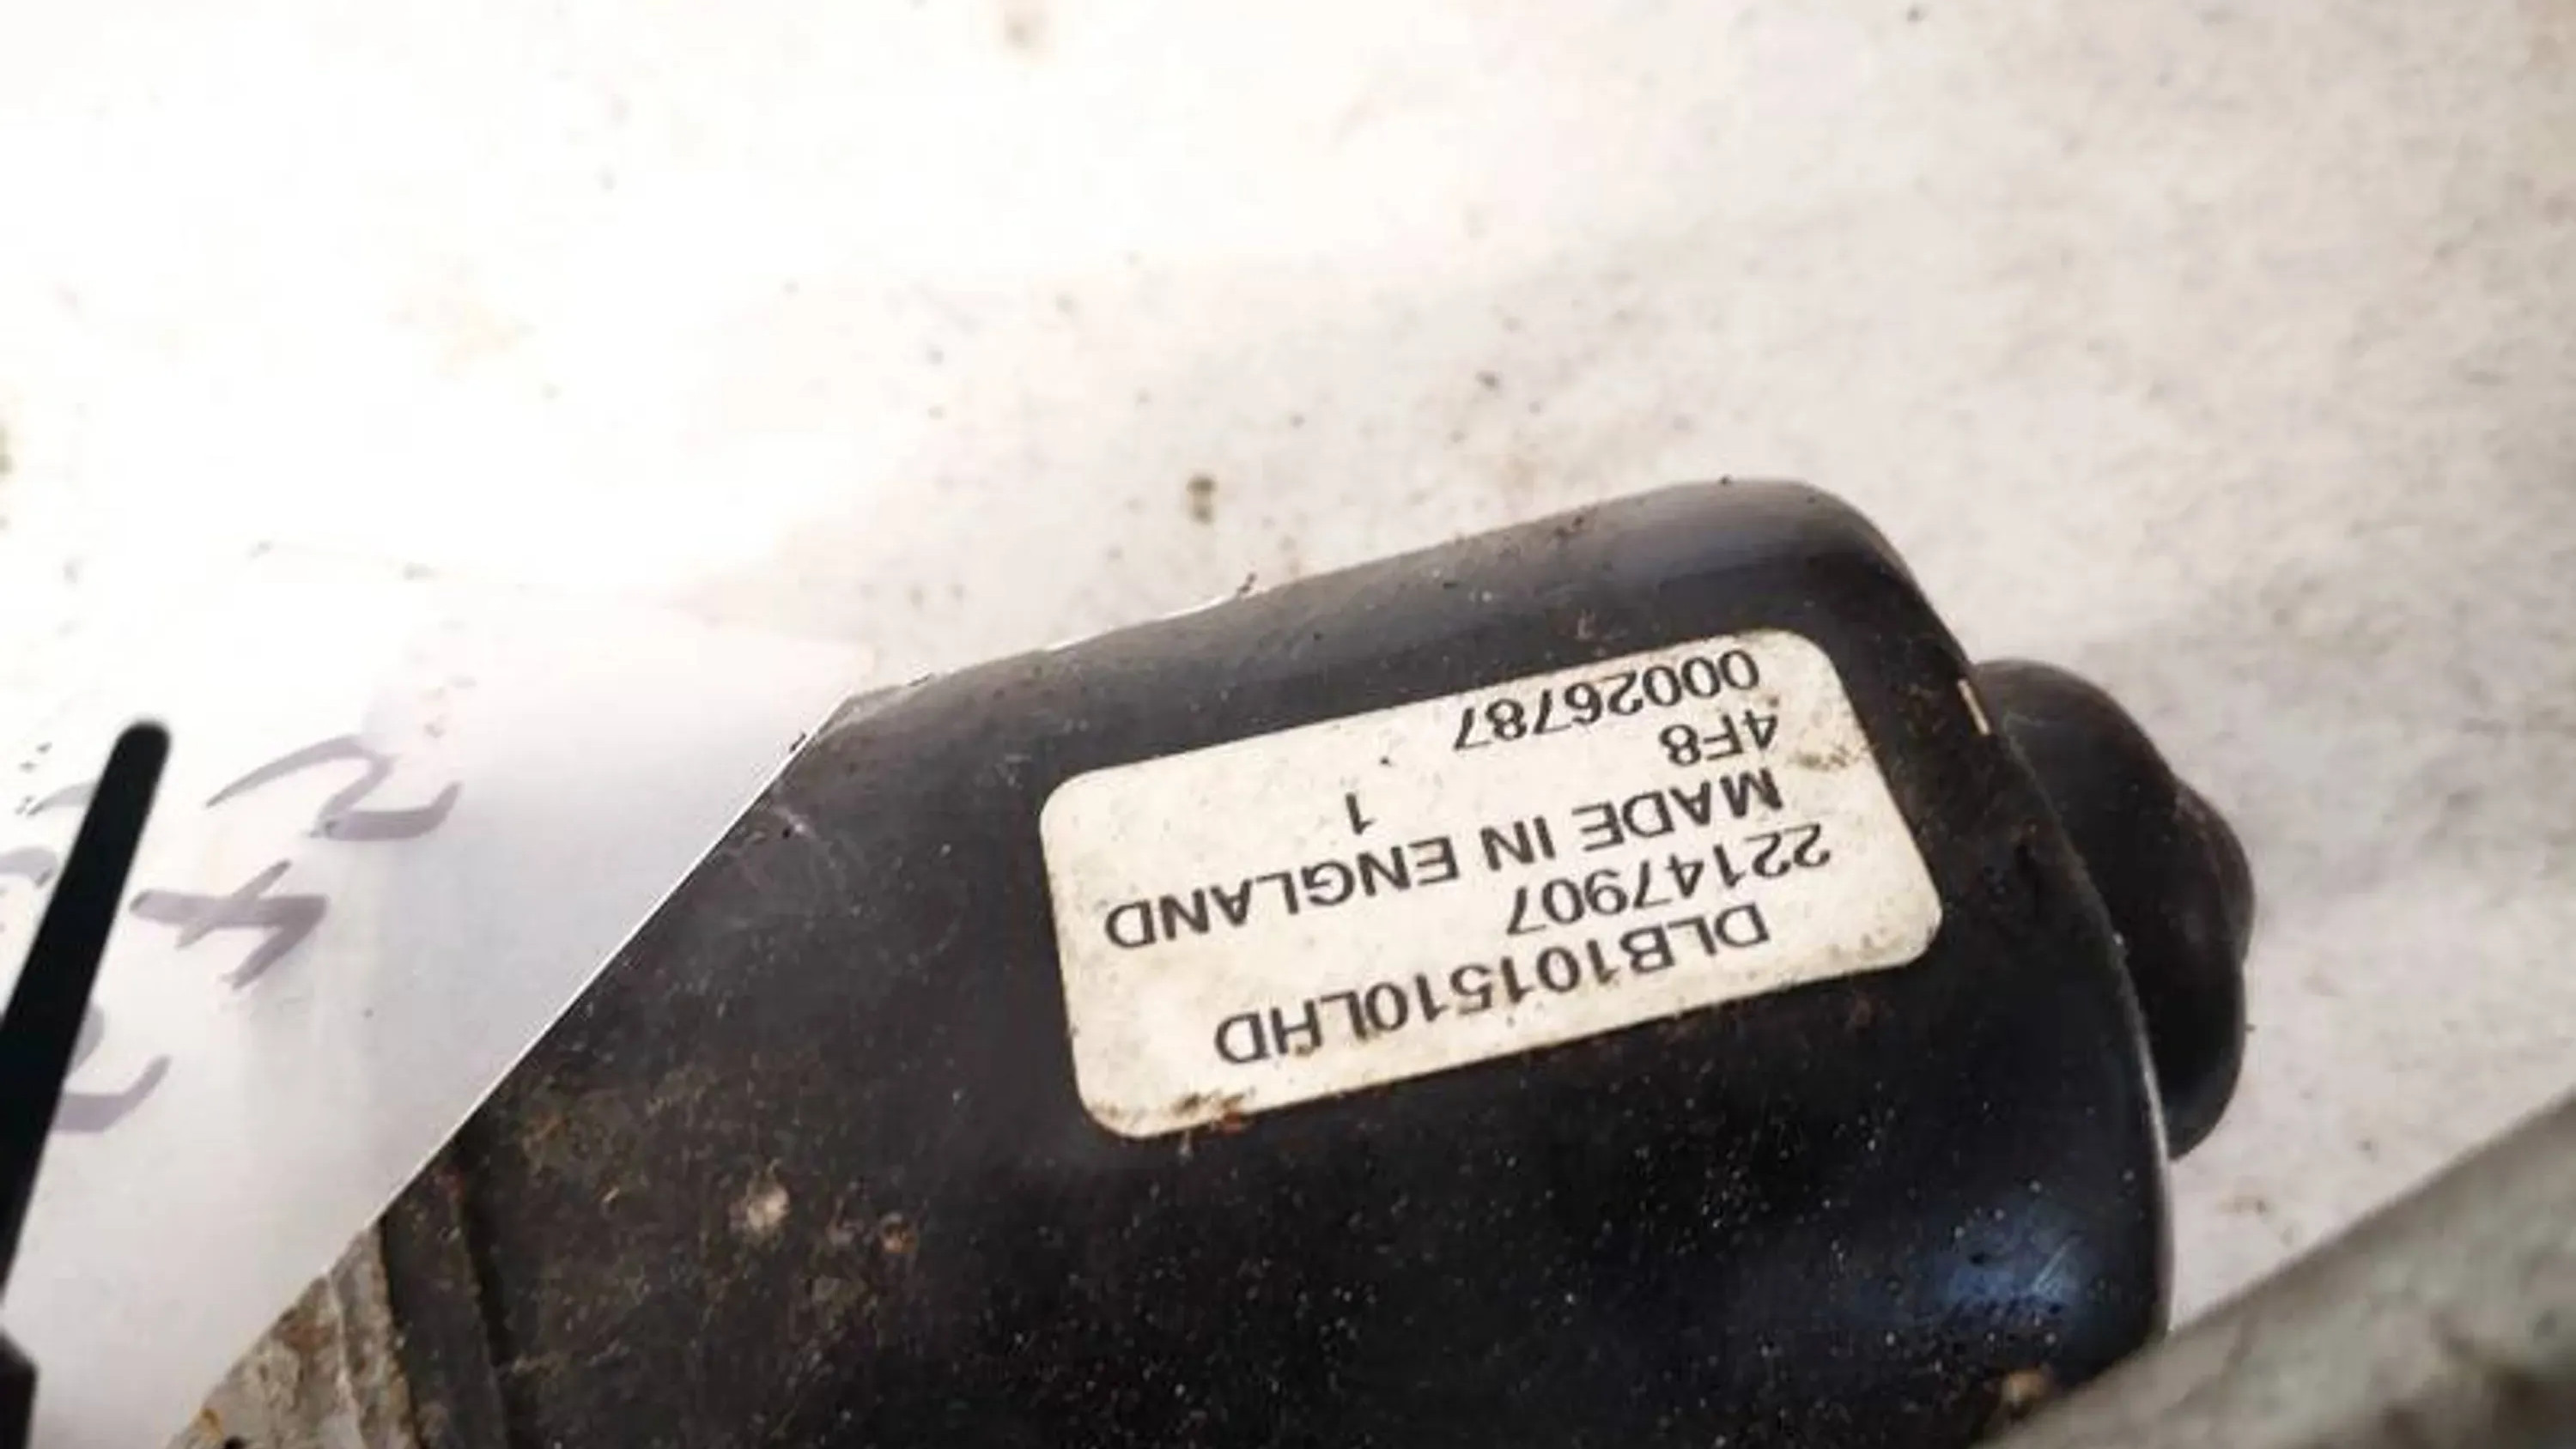 DLB101510LHD
22147907
MADE IN ENGLAND
4F8 1
00026787